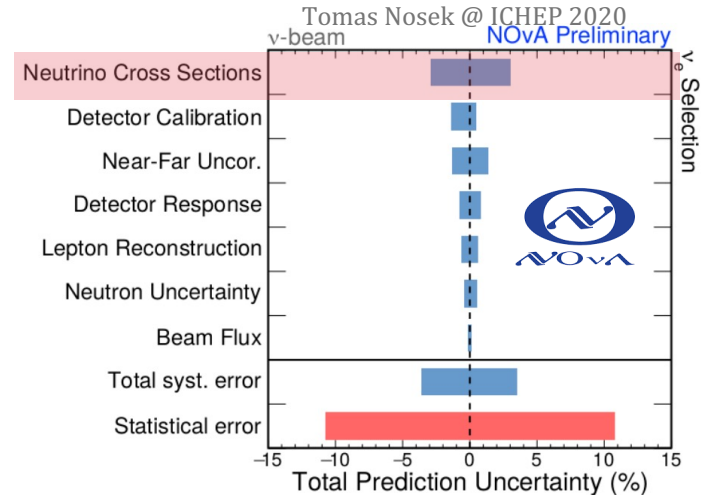 Tomas Nosek @ ICHEP 2020
ν-beam
NOνA Preliminary
νe Selection
Neutrino Cross Sections
Detector Calibration
Near-Far Uncor.
Detector Response
Lepton Reconstruction
Neutron Uncertainty
Beam Flux
Total syst. error
Statistical error
NOνA
−15 −10 −5 0 5 10 15
Total Prediction Uncertainty (%)